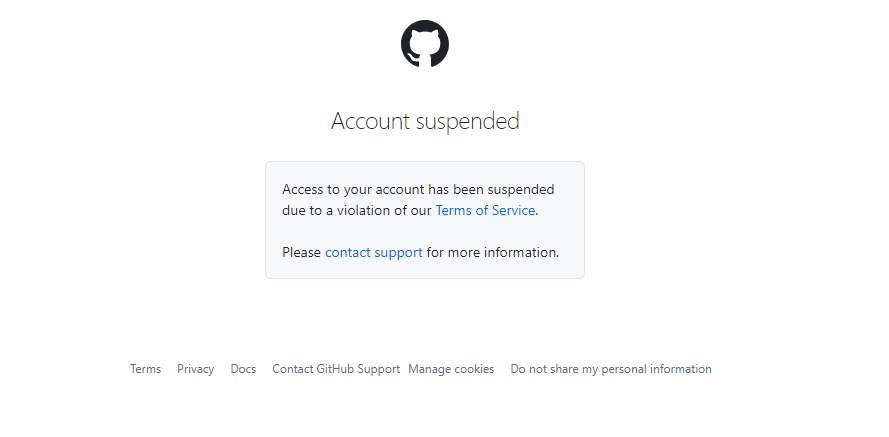 Account suspended
Access to your account has been suspended
due to a violation of our Terms of Service.
Please contact support for more information.
Terms Privacy Docs Contact GitHub Support Manage cookies Do not share my personal information